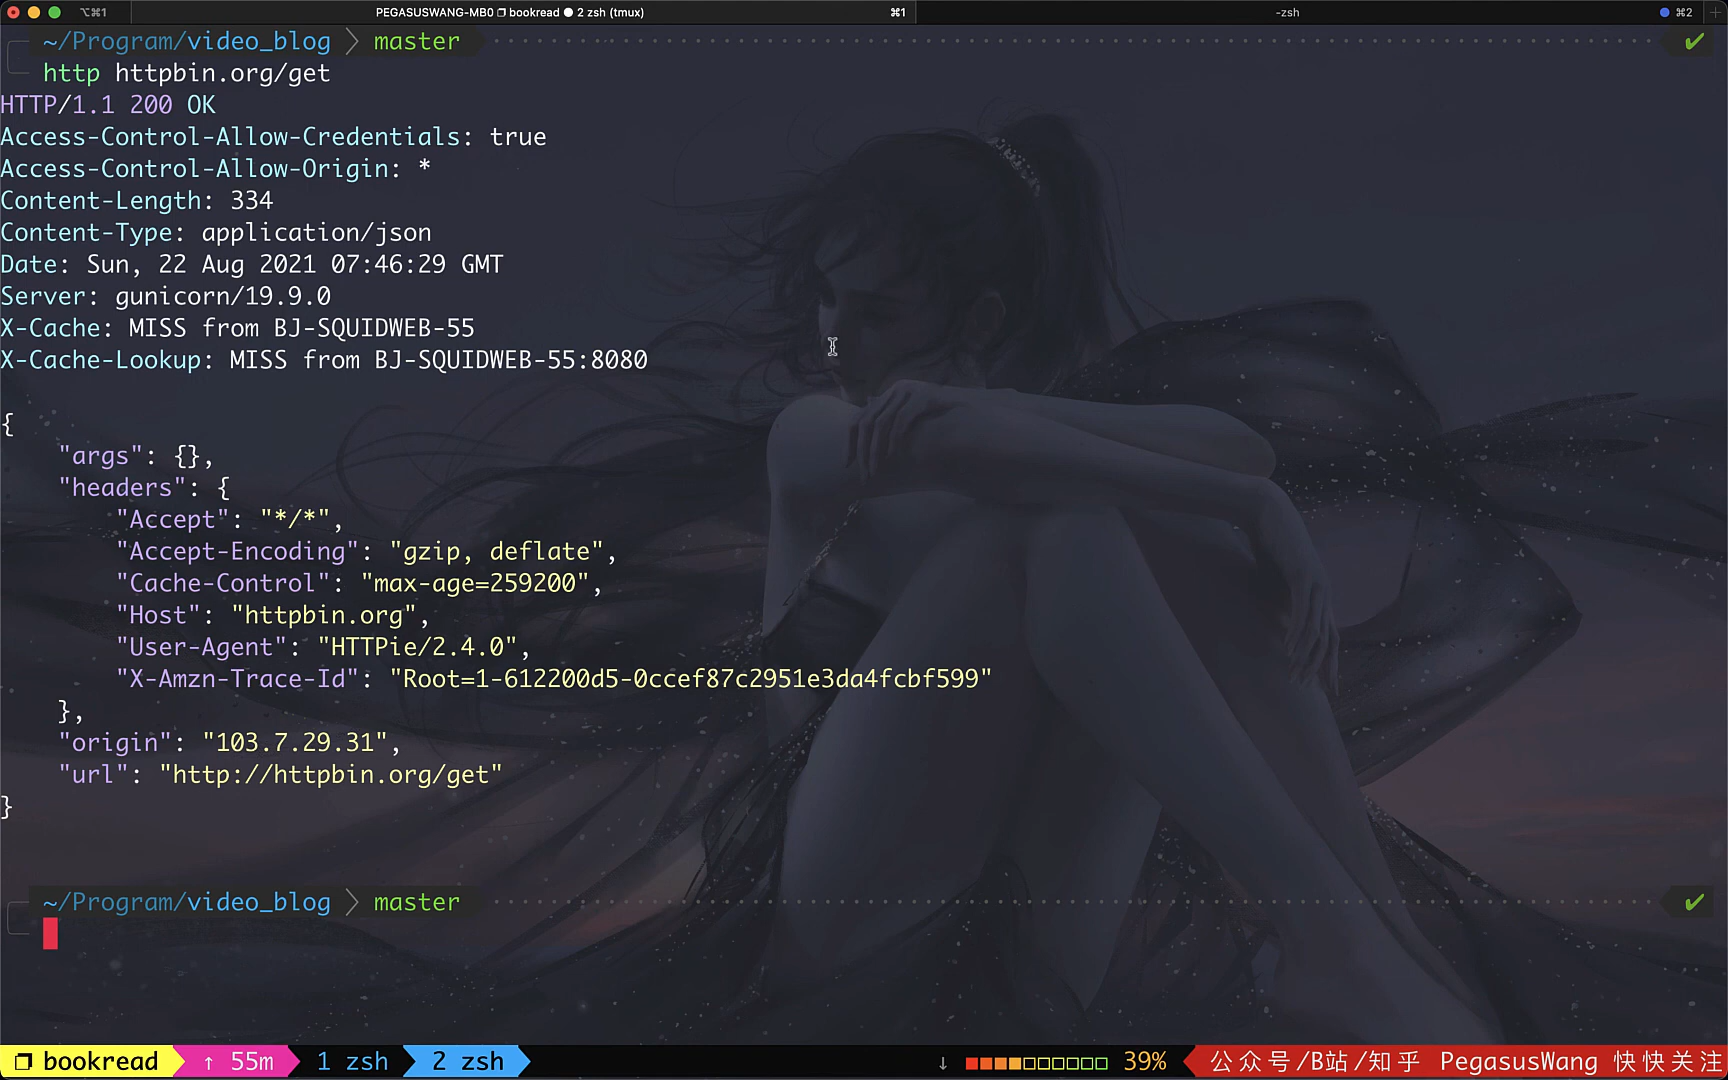 ⌥⌘1 PEGASUSWANG-MB0 ❐ bookread ● 2 zsh (tmux) ⌘1 -zsh ⌘2
~/Program/video_blog master ✔
http httpbin.org/get
HTTP/1.1 200 OK
Access-Control-Allow-Credentials: true
Access-Control-Allow-Origin: *
Content-Length: 334
Content-Type: application/json
Date: Sun, 22 Aug 2021 07:46:29 GMT
Server: gunicorn/19.9.0
X-Cache: MISS from BJ-SQUIDWEB-55
X-Cache-Lookup: MISS from BJ-SQUIDWEB-55:8080
{
"args": {},
"headers": {
"Accept": "*/*",
"Accept-Encoding": "gzip, deflate",
"Cache-Control": "max-age=259200",
"Host": "httpbin.org",
"User-Agent": "HTTPie/2.4.0",
"X-Amzn-Trace-Id": "Root=1-612200d5-0ccef87c2951e3da4fcbf599"
},
"origin": "103.7.29.31",
"url": "http://httpbin.org/get"
}
~/Program/video_blog master ✔
❐ bookread ↑ 55m 1 zsh 2 zsh ↓ 39% 公众号/B站/知乎 PegasusWang 快快关注